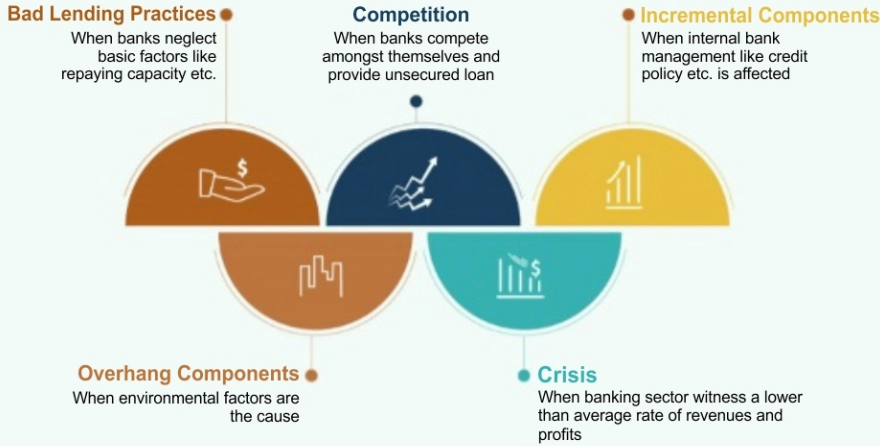 Bad Lending Practices
When banks neglect
basic factors like
repaying capacity etc.
Competition
When banks compete
amongst themselves and
provide unsecured loan
Incremental Components
When internal bank
management like credit
policy etc. is affected
$
$
Overhang Components
When environmental factors are
the cause
Crisis
When banking sector witness a lower
than average rate of revenues and
profits